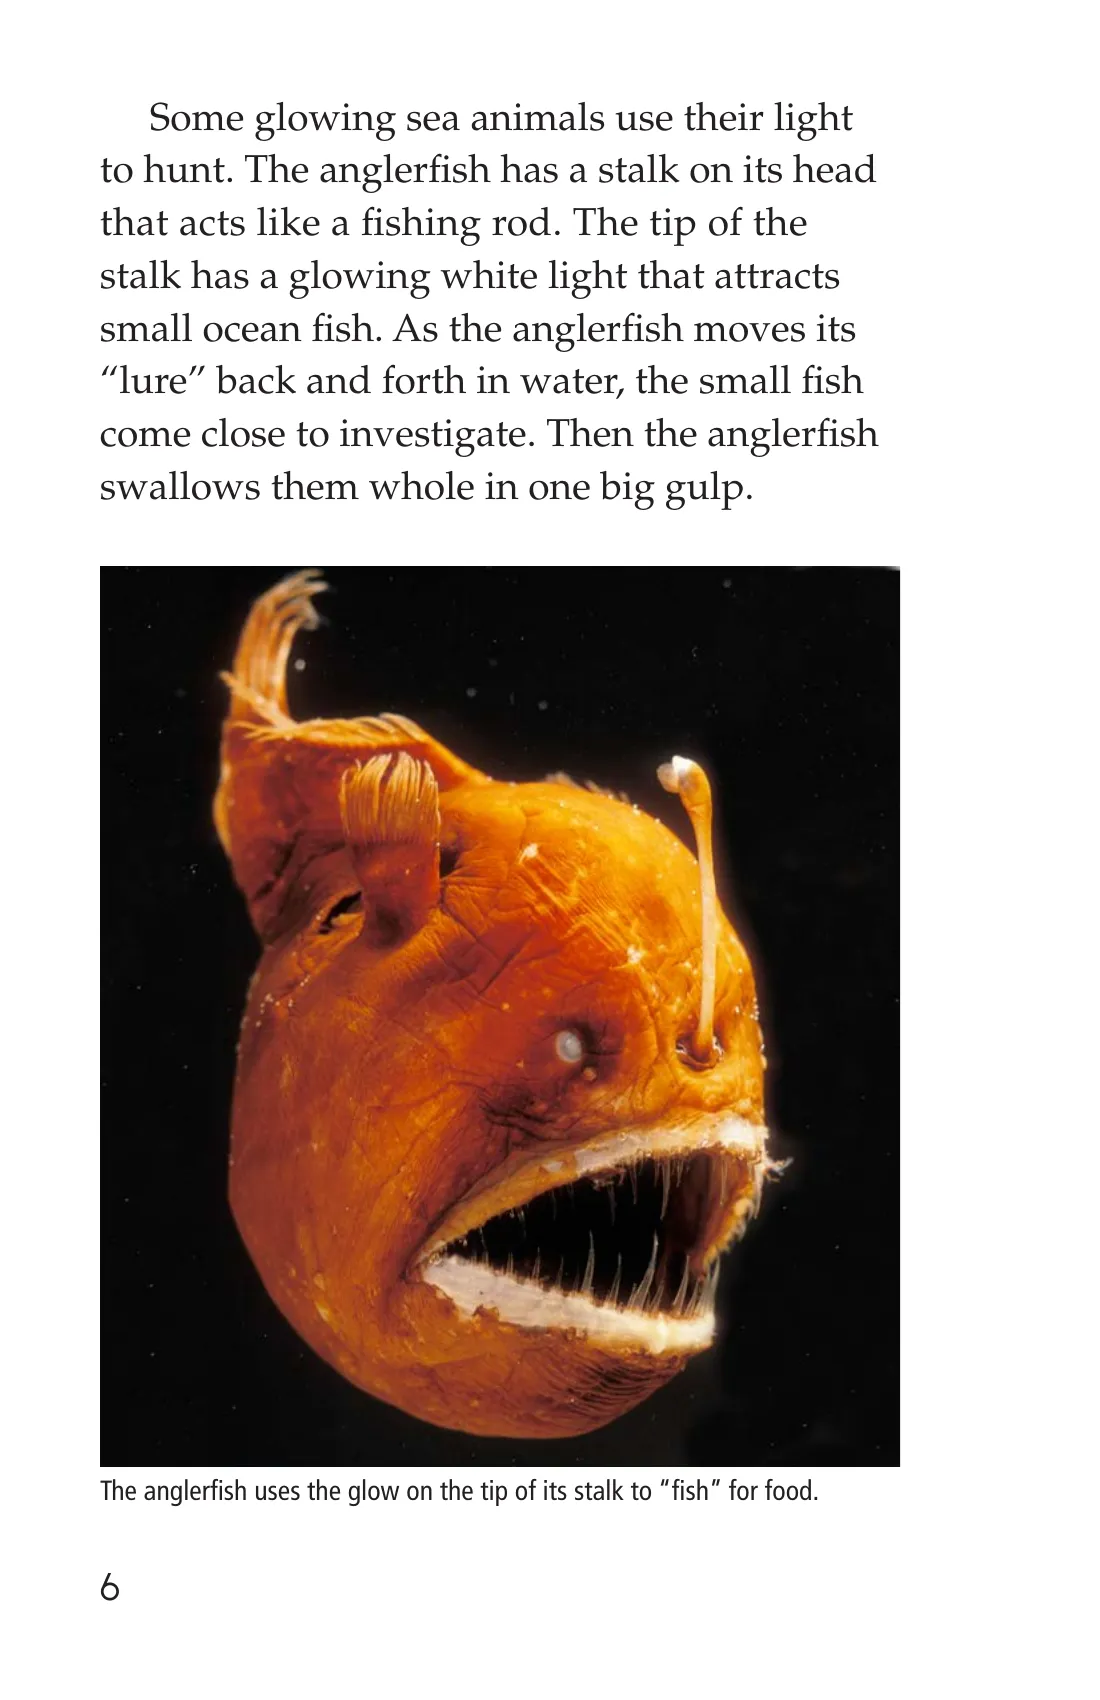 Some glowing sea animals use their light
to hunt. The anglerfish has a stalk on its head
that acts like a fishing rod. The tip of the
stalk has a glowing white light that attracts
small ocean fish. As the anglerfish moves its
“lure” back and forth in water, the small fish
come close to investigate. Then the anglerfish
swallows them whole in one big gulp.
The anglerfish uses the glow on the tip of its stalk to “fish” for food.
6